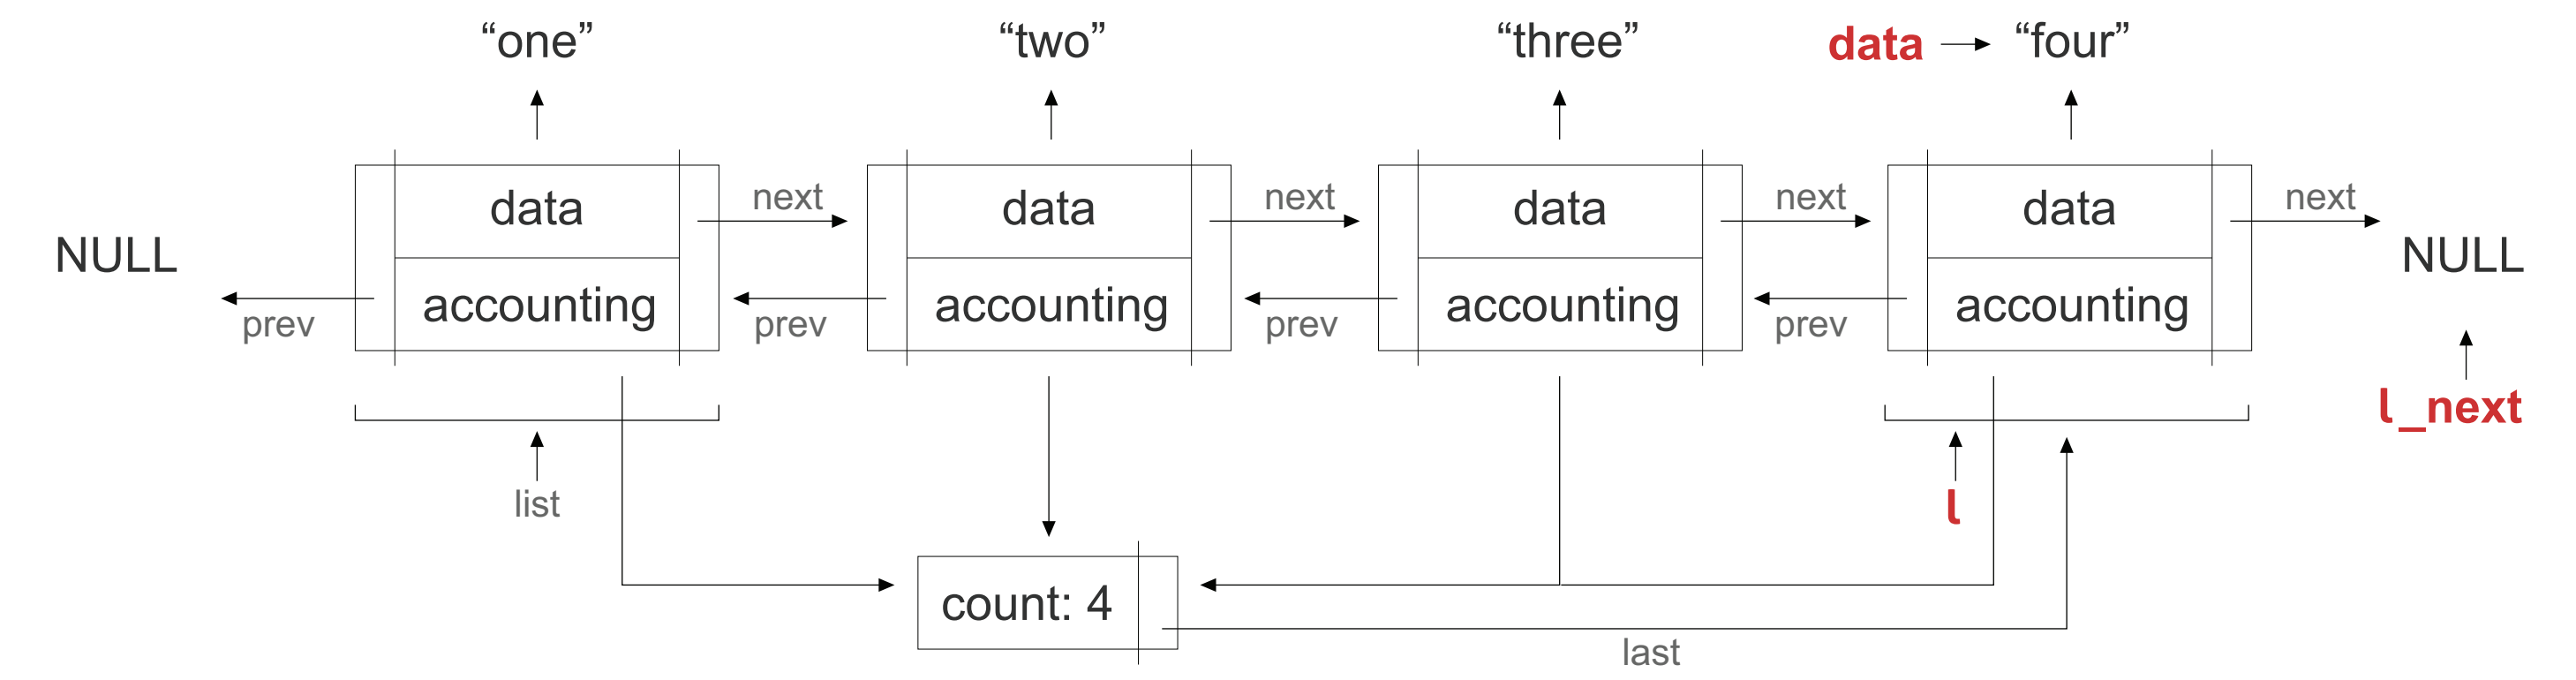 “one” “two” “three” data “four”
data next data next data next data next
NULL NULL
prev accounting prev accounting prev accounting prev accounting
l_next
list l
count: 4
last